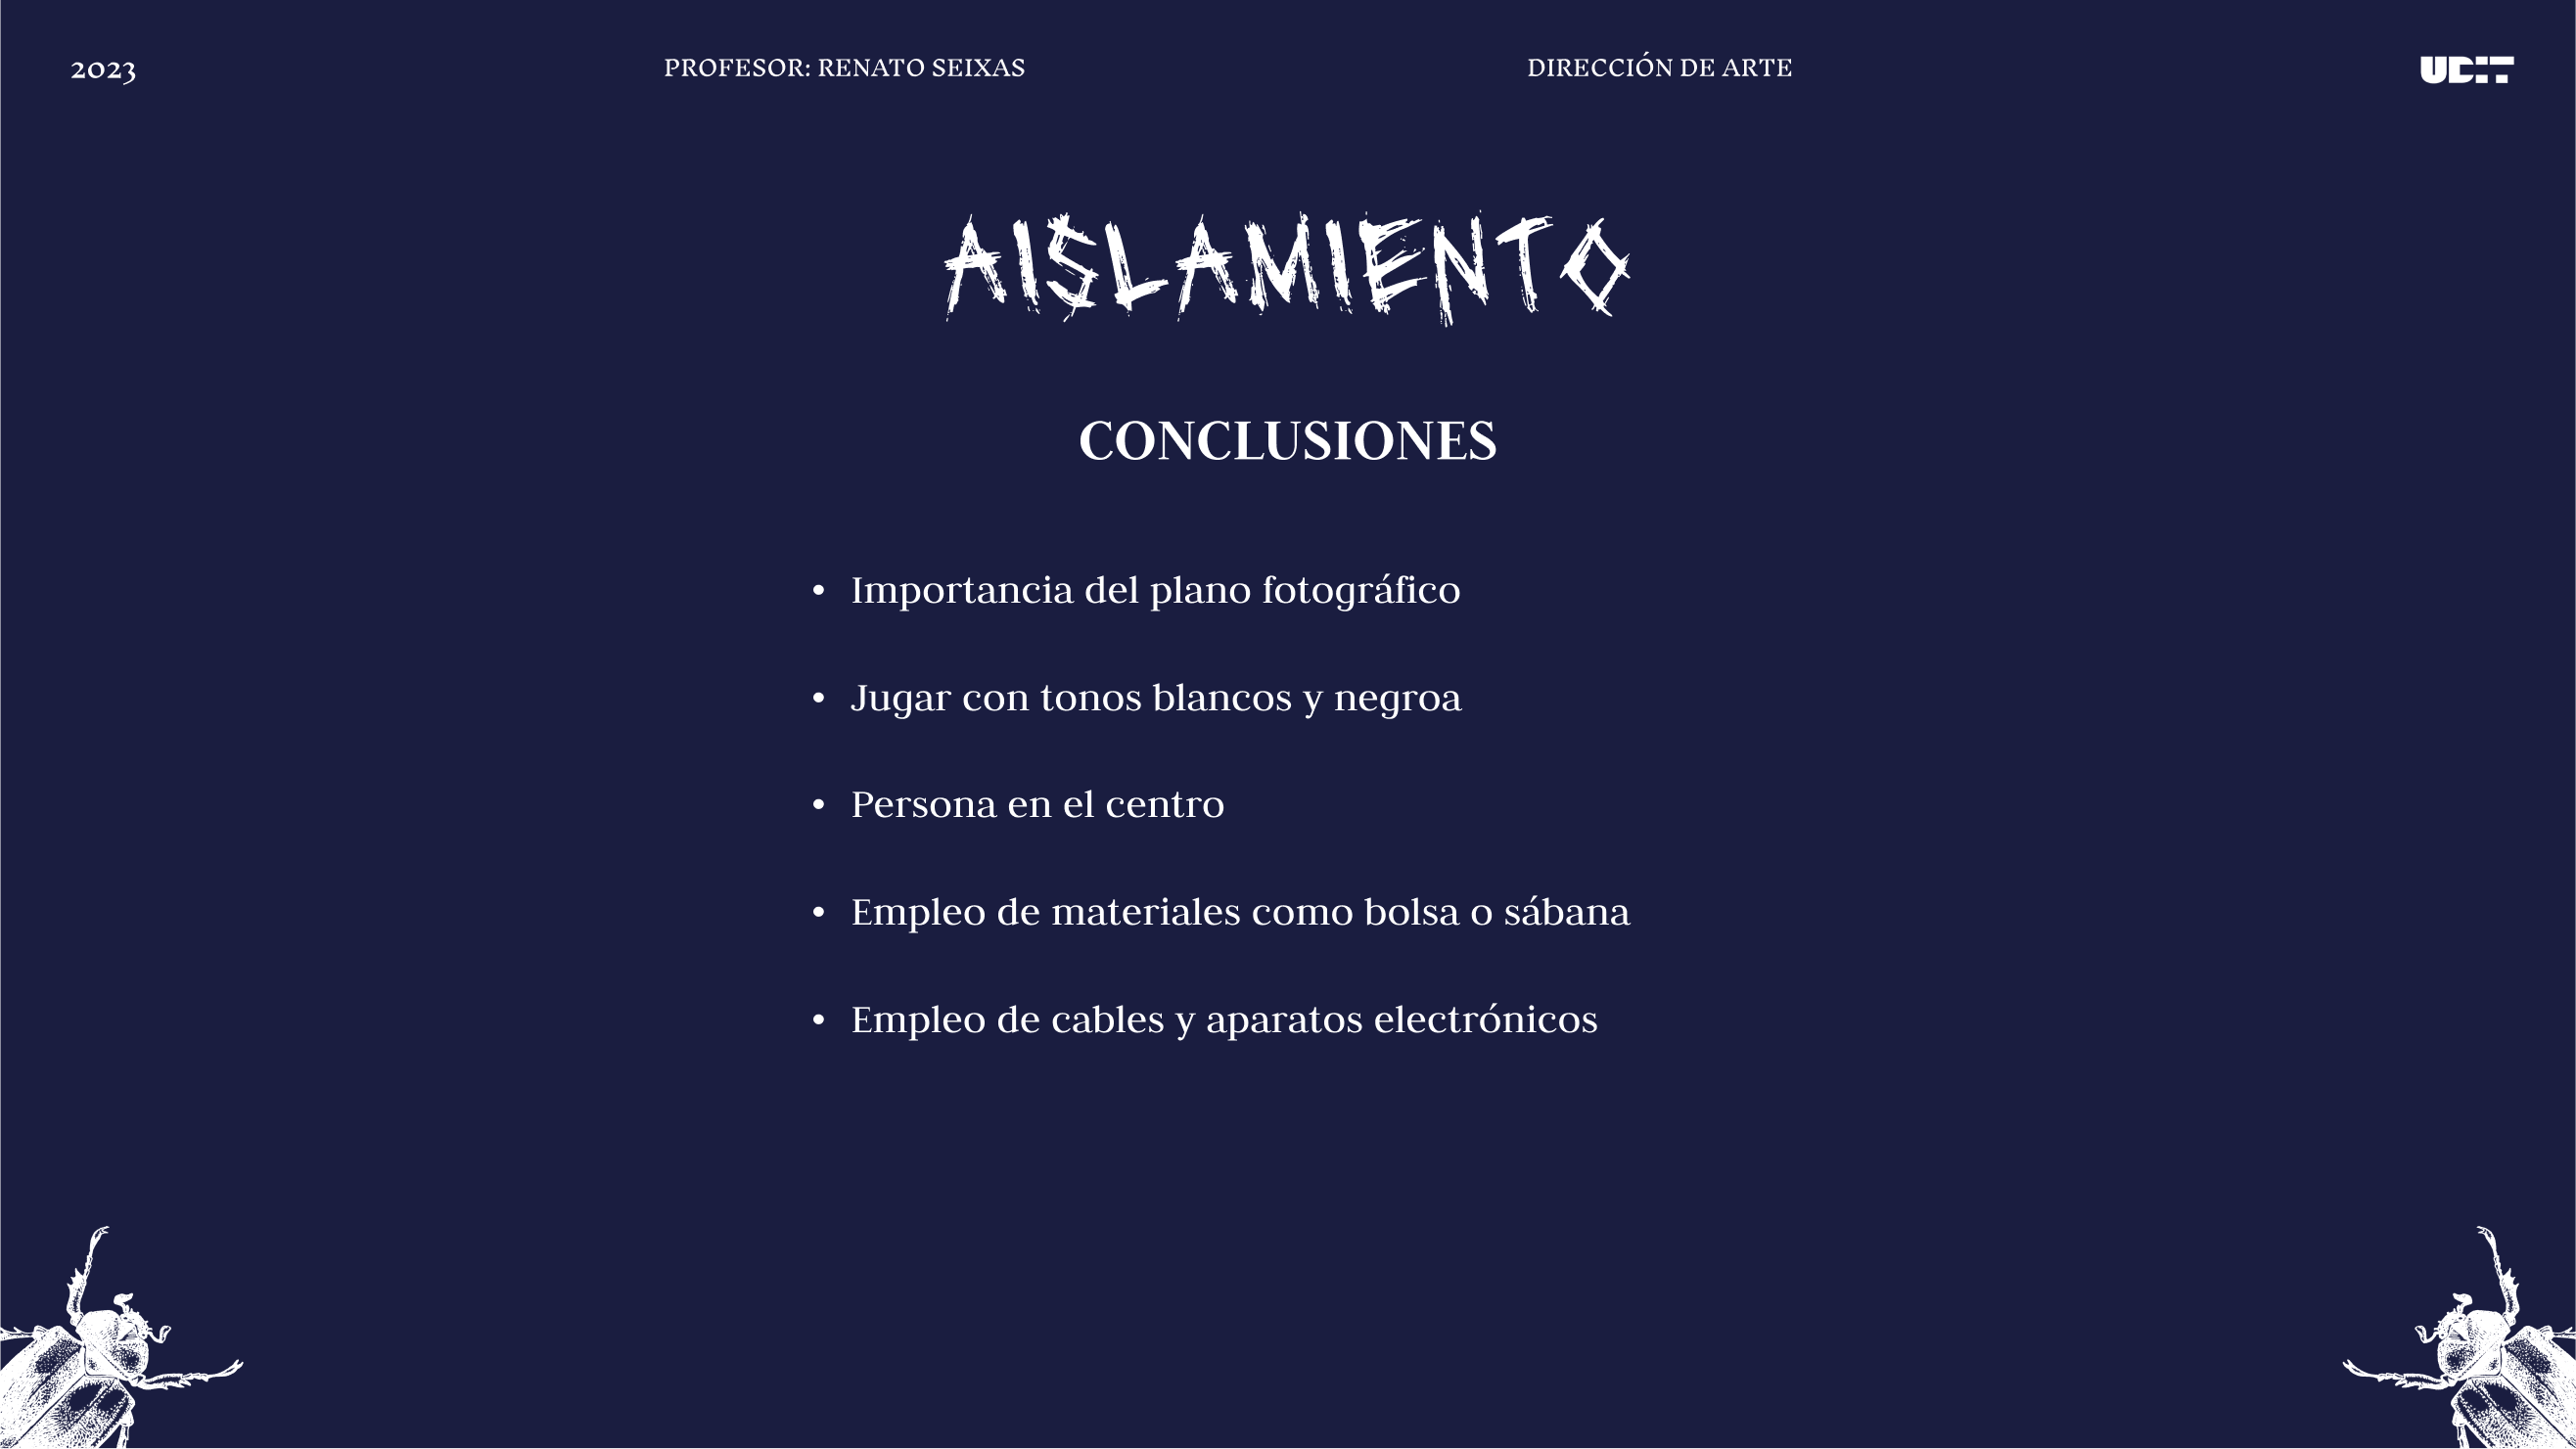 2023
PROFESOR: RENATO SEIXAS
DIRECCIÓN DE ARTE
UDIT
AISLAMIENTO
CONCLUSIONES
• Importancia del plano fotográfico
• Jugar con tonos blancos y negroa
• Persona en el centro
• Empleo de materiales como bolsa o sábana
• Empleo de cables y aparatos electrónicos